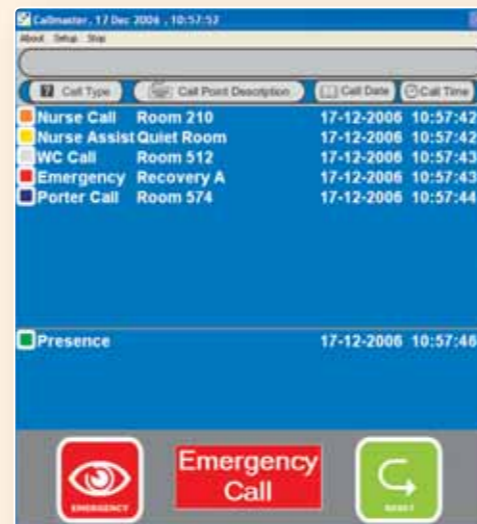 Callmaster , 17 Dec 2006 , 10:57:53
About Setup Stop
? Call Type Call Point Description Call Date Call Time
Nurse Call Room 210 17-12-2006 10:57:42
Nurse Assist Quiet Room 17-12-2006 10:57:42
WC Call Room 512 17-12-2006 10:57:43
Emergency Recovery A 17-12-2006 10:57:43
Porter Call Room 574 17-12-2006 10:57:44
Presence 17-12-2006 10:57:46
Emergency
Call
EMERGENCY
RESET